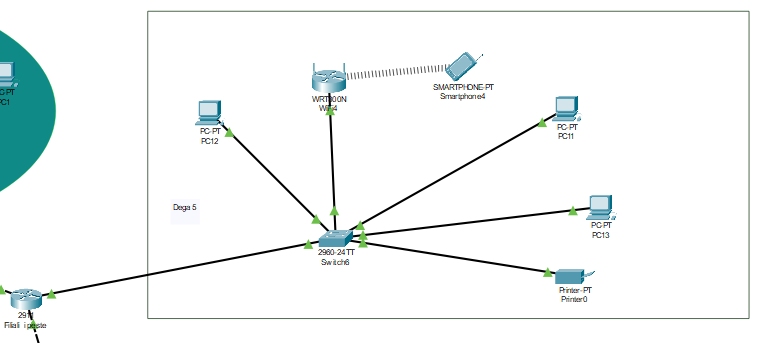 PC1
WRT300N
SMARTPHONE-PT
Smartphone4
PC-PT
PC12
PC-PT
PC11
Dega 5
PC-PT
PC13
2960-24TT
Switch6
Printer-PT
Printer0
2911
Filiali i peste